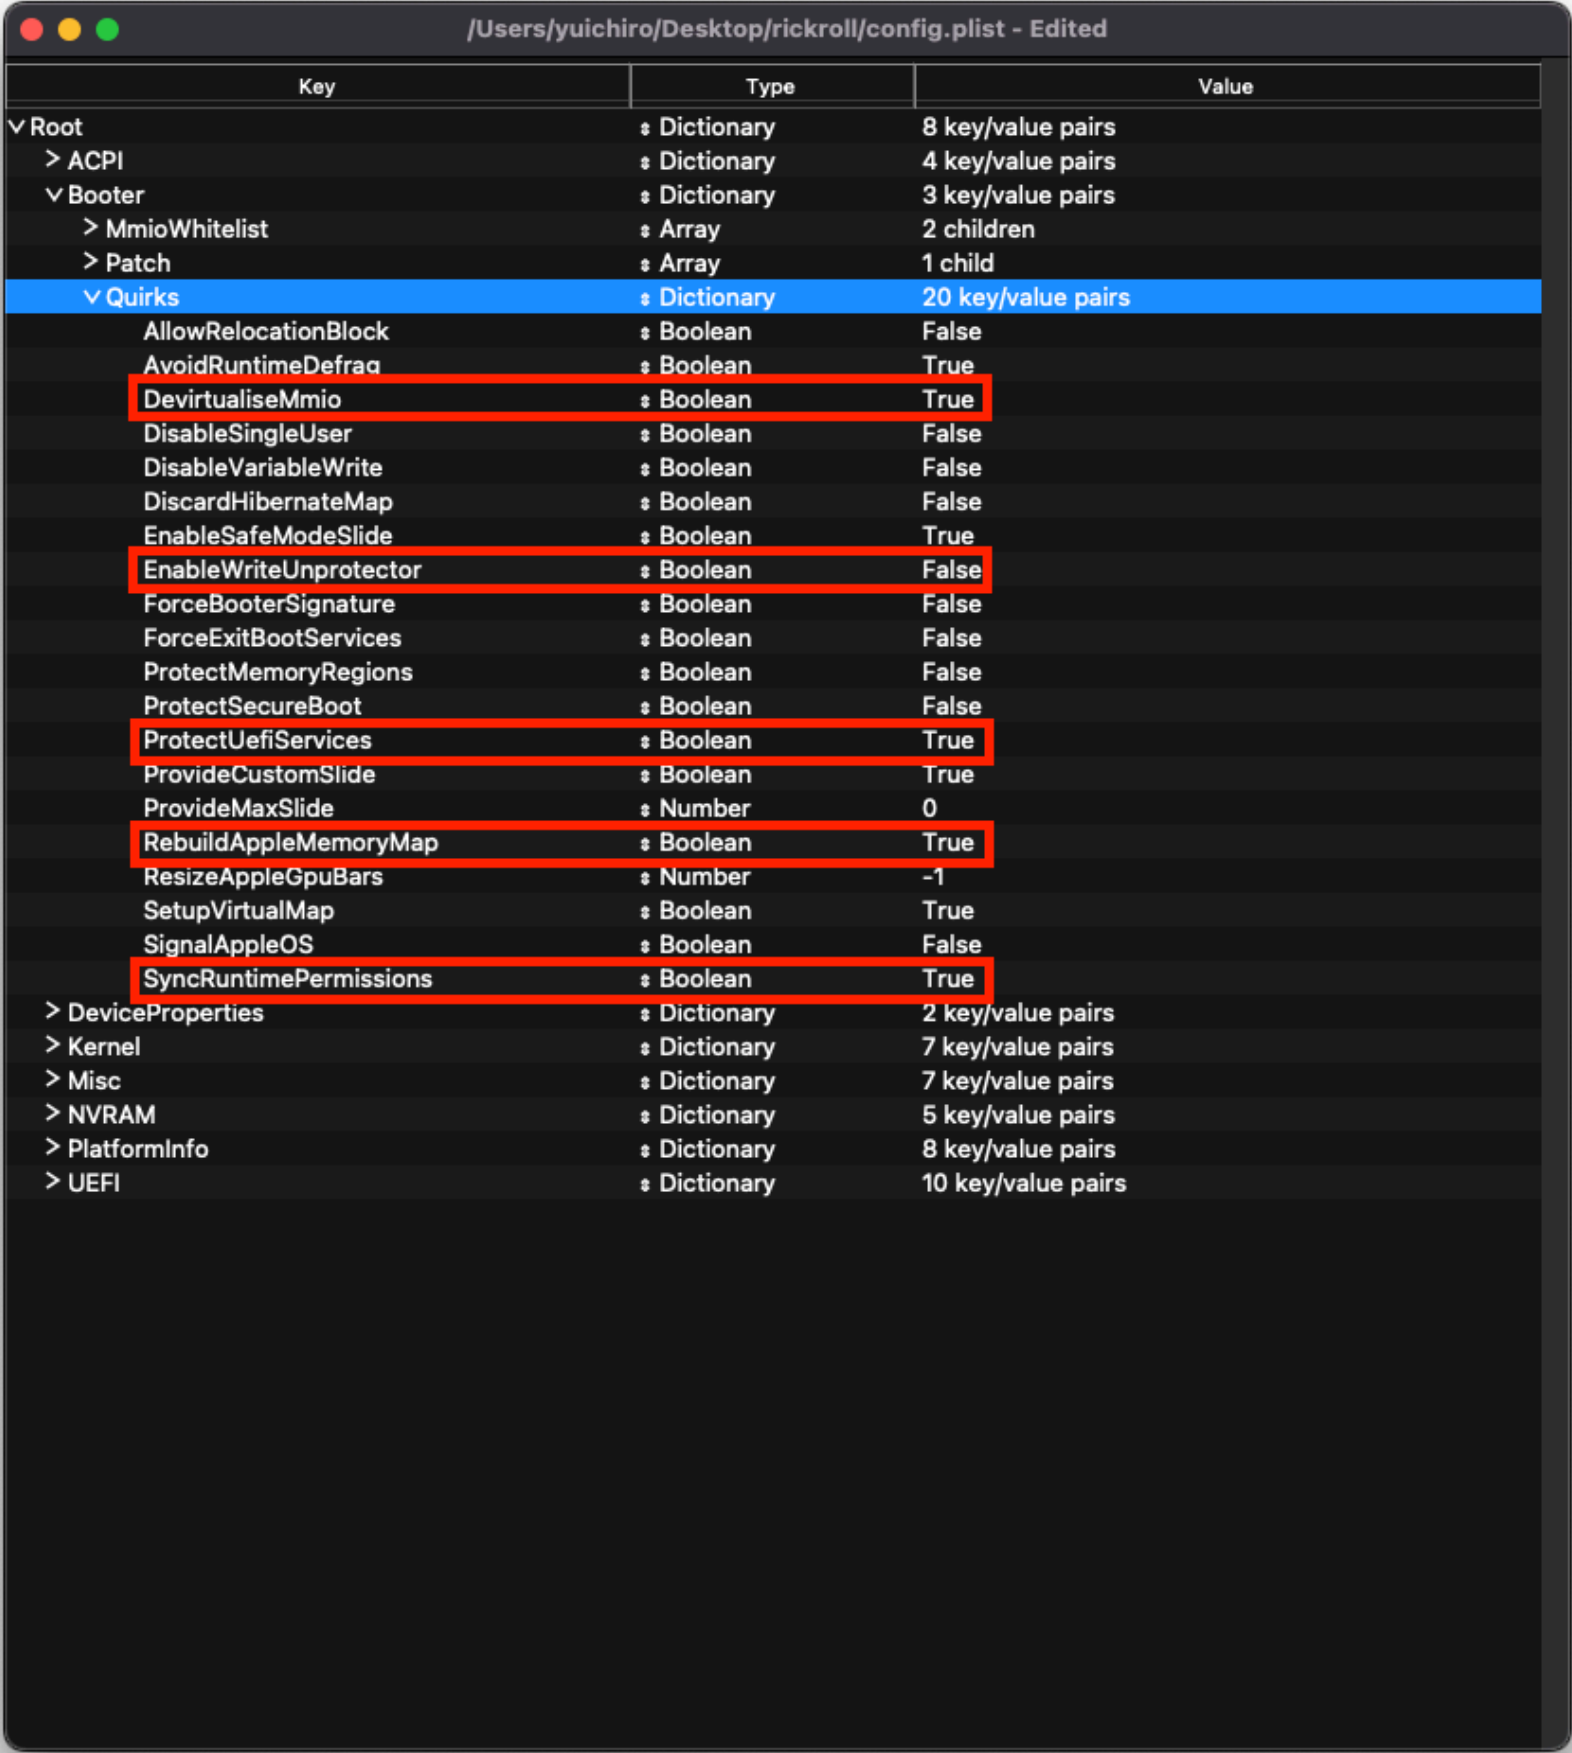 /Users/yuichiro/Desktop/rickroll/config.plist - Edited
Key Type Value
Root Dictionary 8 key/value pairs
ACPI Dictionary 4 key/value pairs
Booter Dictionary 3 key/value pairs
MmioWhitelist Array 2 children
Patch Array 1 child
Quirks Dictionary 20 key/value pairs
AllowRelocationBlock Boolean False
AvoidRuntimeDefrag Boolean True
DevirtualiseMmio Boolean True
DisableSingleUser Boolean False
DisableVariableWrite Boolean False
DiscardHibernateMap Boolean False
EnableSafeModeSlide Boolean True
EnableWriteUnprotector Boolean False
ForceBooterSignature Boolean False
ForceExitBootServices Boolean False
ProtectMemoryRegions Boolean False
ProtectSecureBoot Boolean False
ProtectUefiServices Boolean True
ProvideCustomSlide Boolean True
ProvideMaxSlide Number 0
RebuildAppleMemoryMap Boolean True
ResizeAppleGpuBars Number -1
SetupVirtualMap Boolean True
SignalAppleOS Boolean False
SyncRuntimePermissions Boolean True
DeviceProperties Dictionary 2 key/value pairs
Kernel Dictionary 7 key/value pairs
Misc Dictionary 7 key/value pairs
NVRAM Dictionary 5 key/value pairs
PlatformInfo Dictionary 8 key/value pairs
UEFI Dictionary 10 key/value pairs